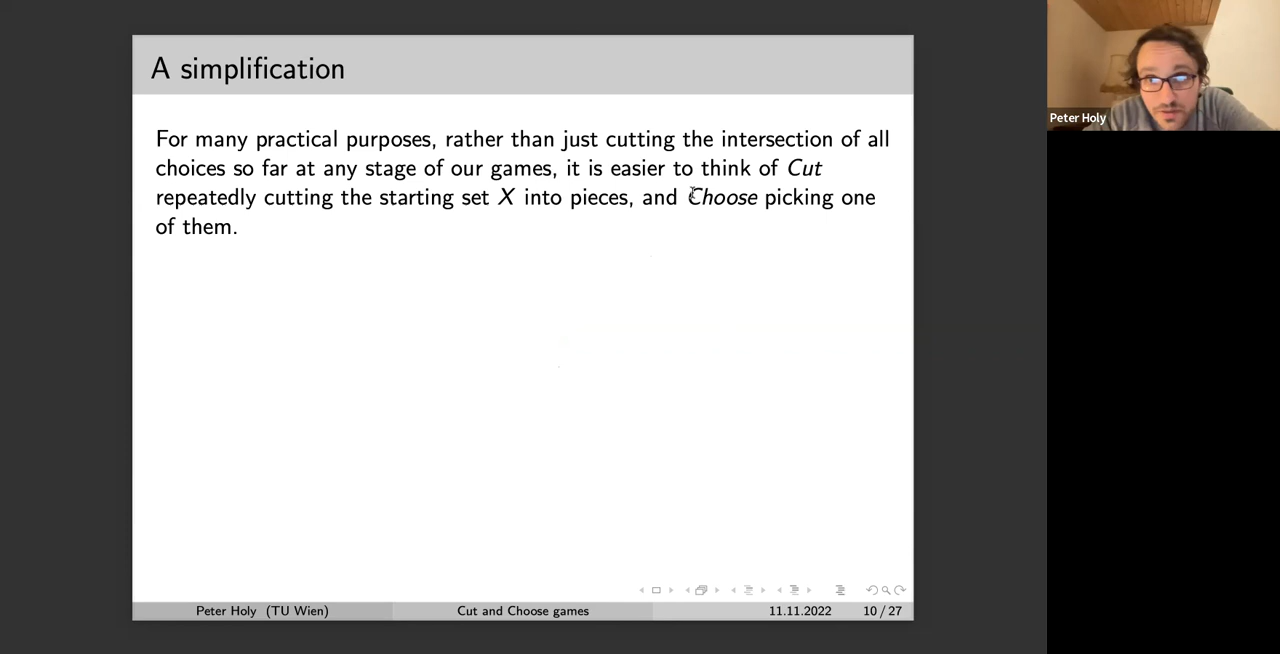 A simplification
For many practical purposes, rather than just cutting the intersection of all
choices so far at any stage of our games, it is easier to think of Cut
repeatedly cutting the starting set X into pieces, and Choose picking one
of them.
Peter Holy (TU Wien)
Cut and Choose games
11.11.2022
10 / 27
Peter Holy